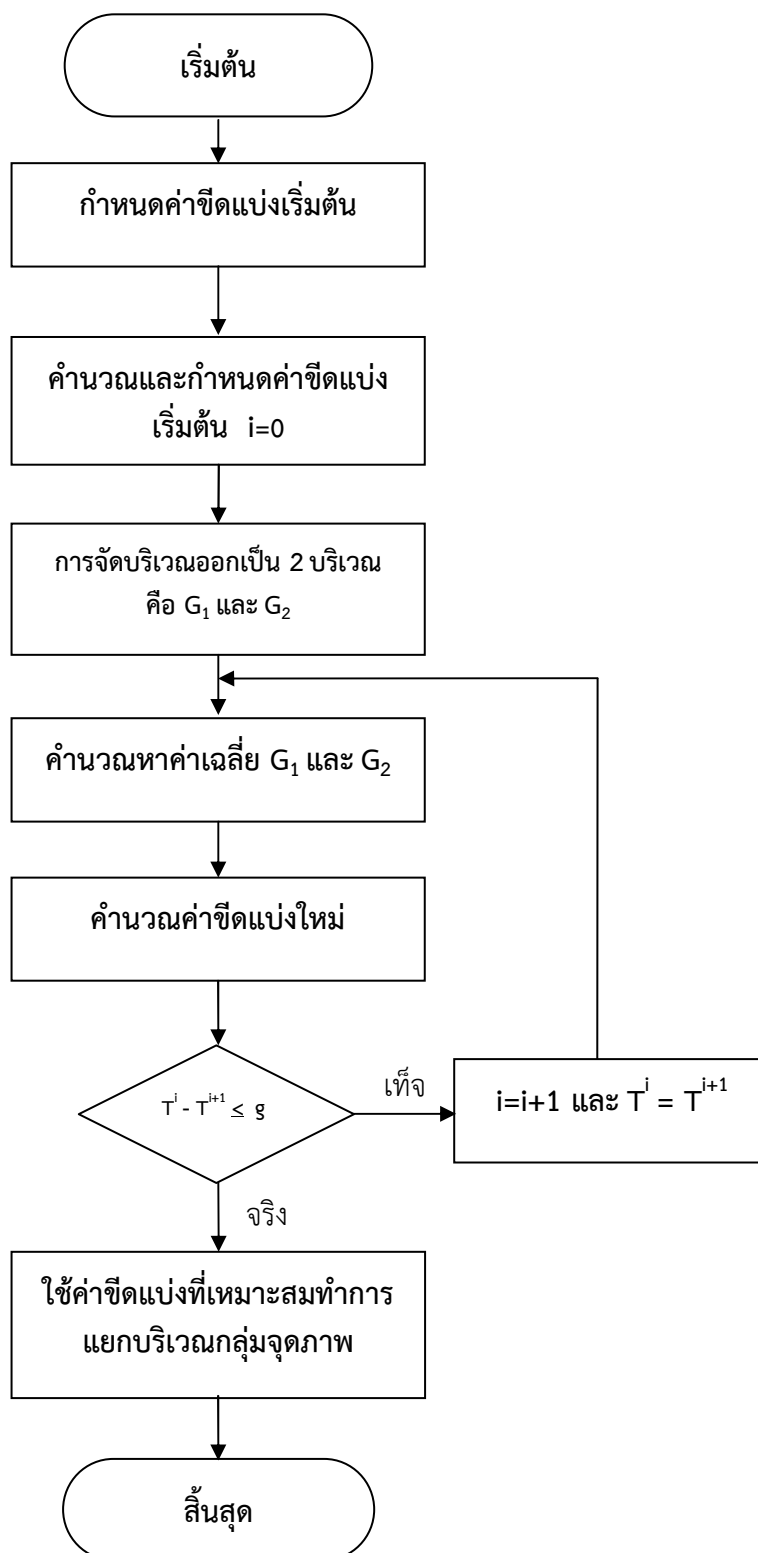 เริ่มต้น
กำหนดค่าขีดแบ่งเริ่มต้น
คำนวณและกำหนดค่าขีดแบ่ง
เริ่มต้น i=0
การจัดบริเวณออกเป็น 2 บริเวณ
คือ G₁ และ G₂
คำนวณหาค่าเฉลี่ย G₁ และ G₂
คำนวณค่าขีดแบ่งใหม่
Tⁱ - Tⁱ⁺¹ ≤ g
เท็จ
i=i+1 และ Tⁱ = Tⁱ⁺¹
จริง
ใช้ค่าขีดแบ่งที่เหมาะสมทำการ
แยกบริเวณกลุ่มจุดภาพ
สิ้นสุด